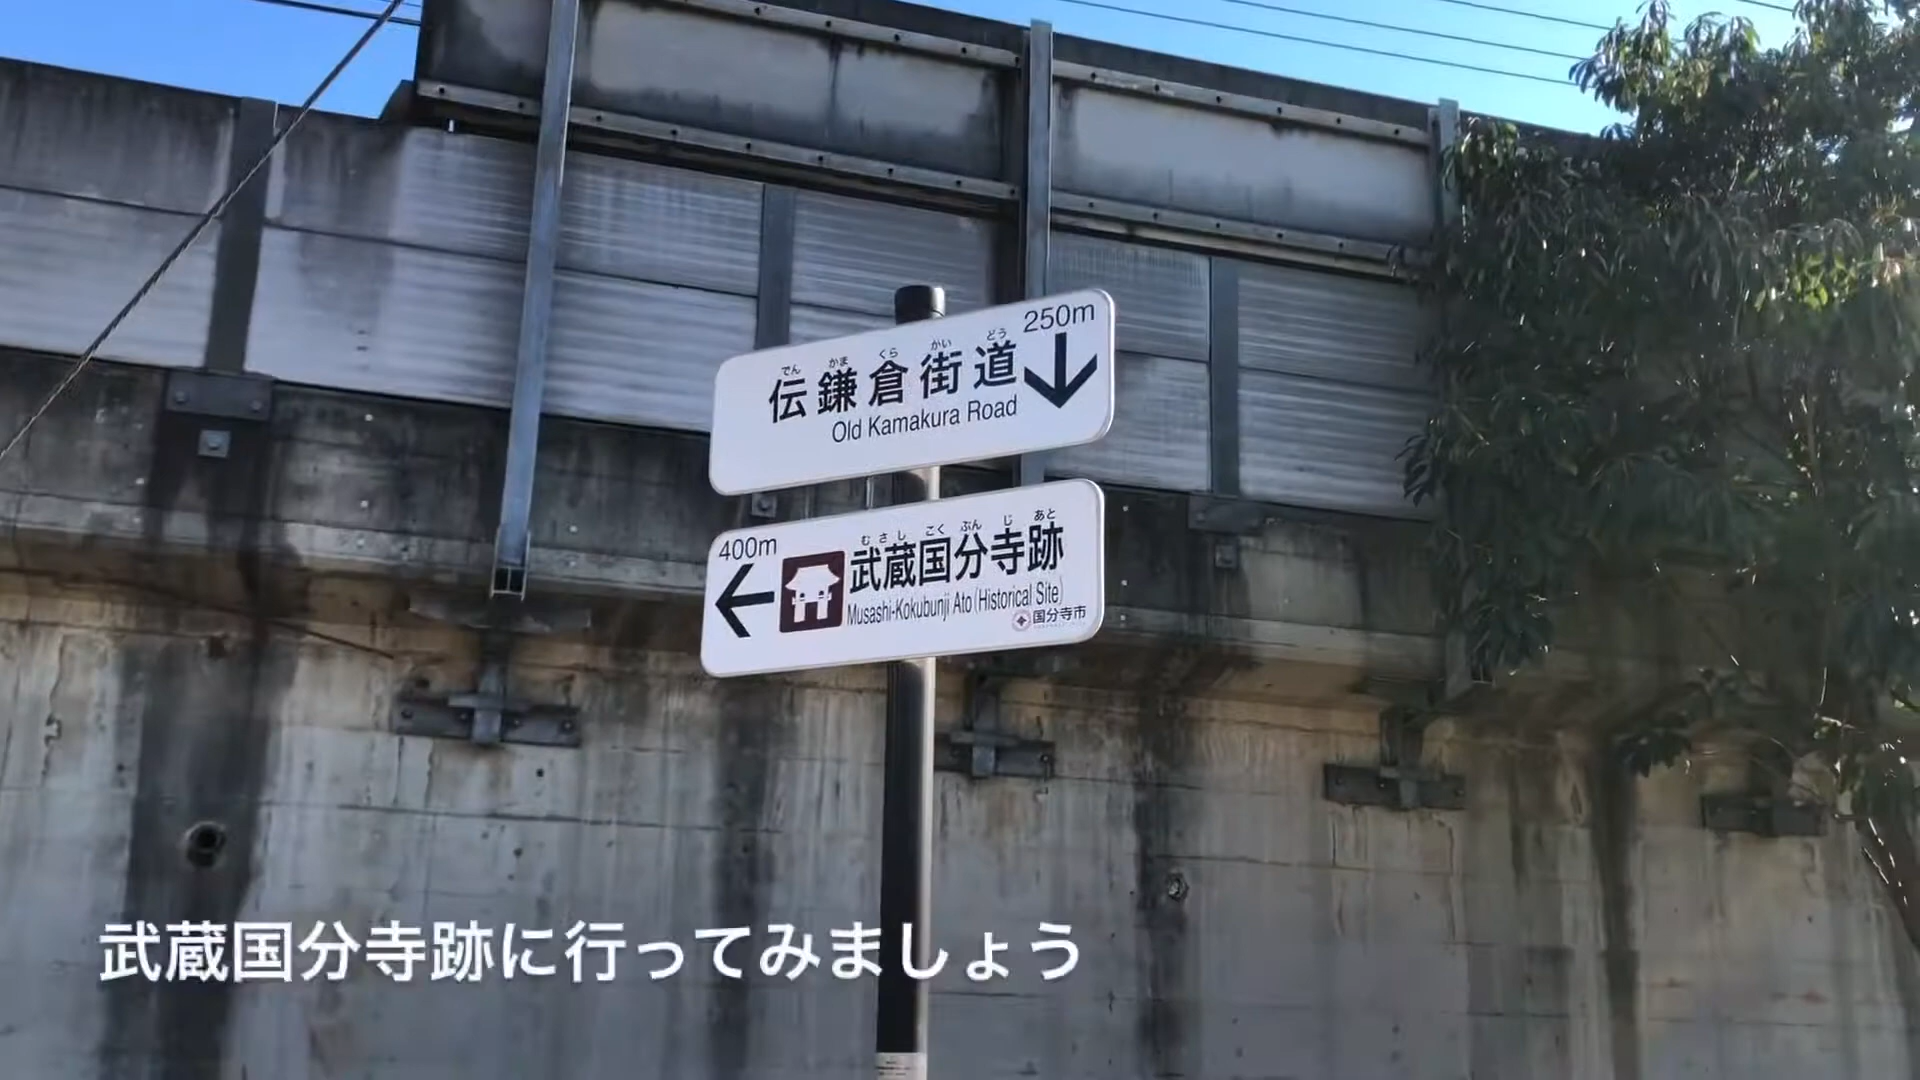 250m
でん かま くら かい どう
伝鎌倉街道
Old Kamakura Road
400m
むさし こく ぶん じ あと
武蔵国分寺跡
Musashi-Kokubunji Ato (Historical Site)
国分寺市
武蔵国分寺跡に行ってみましょう